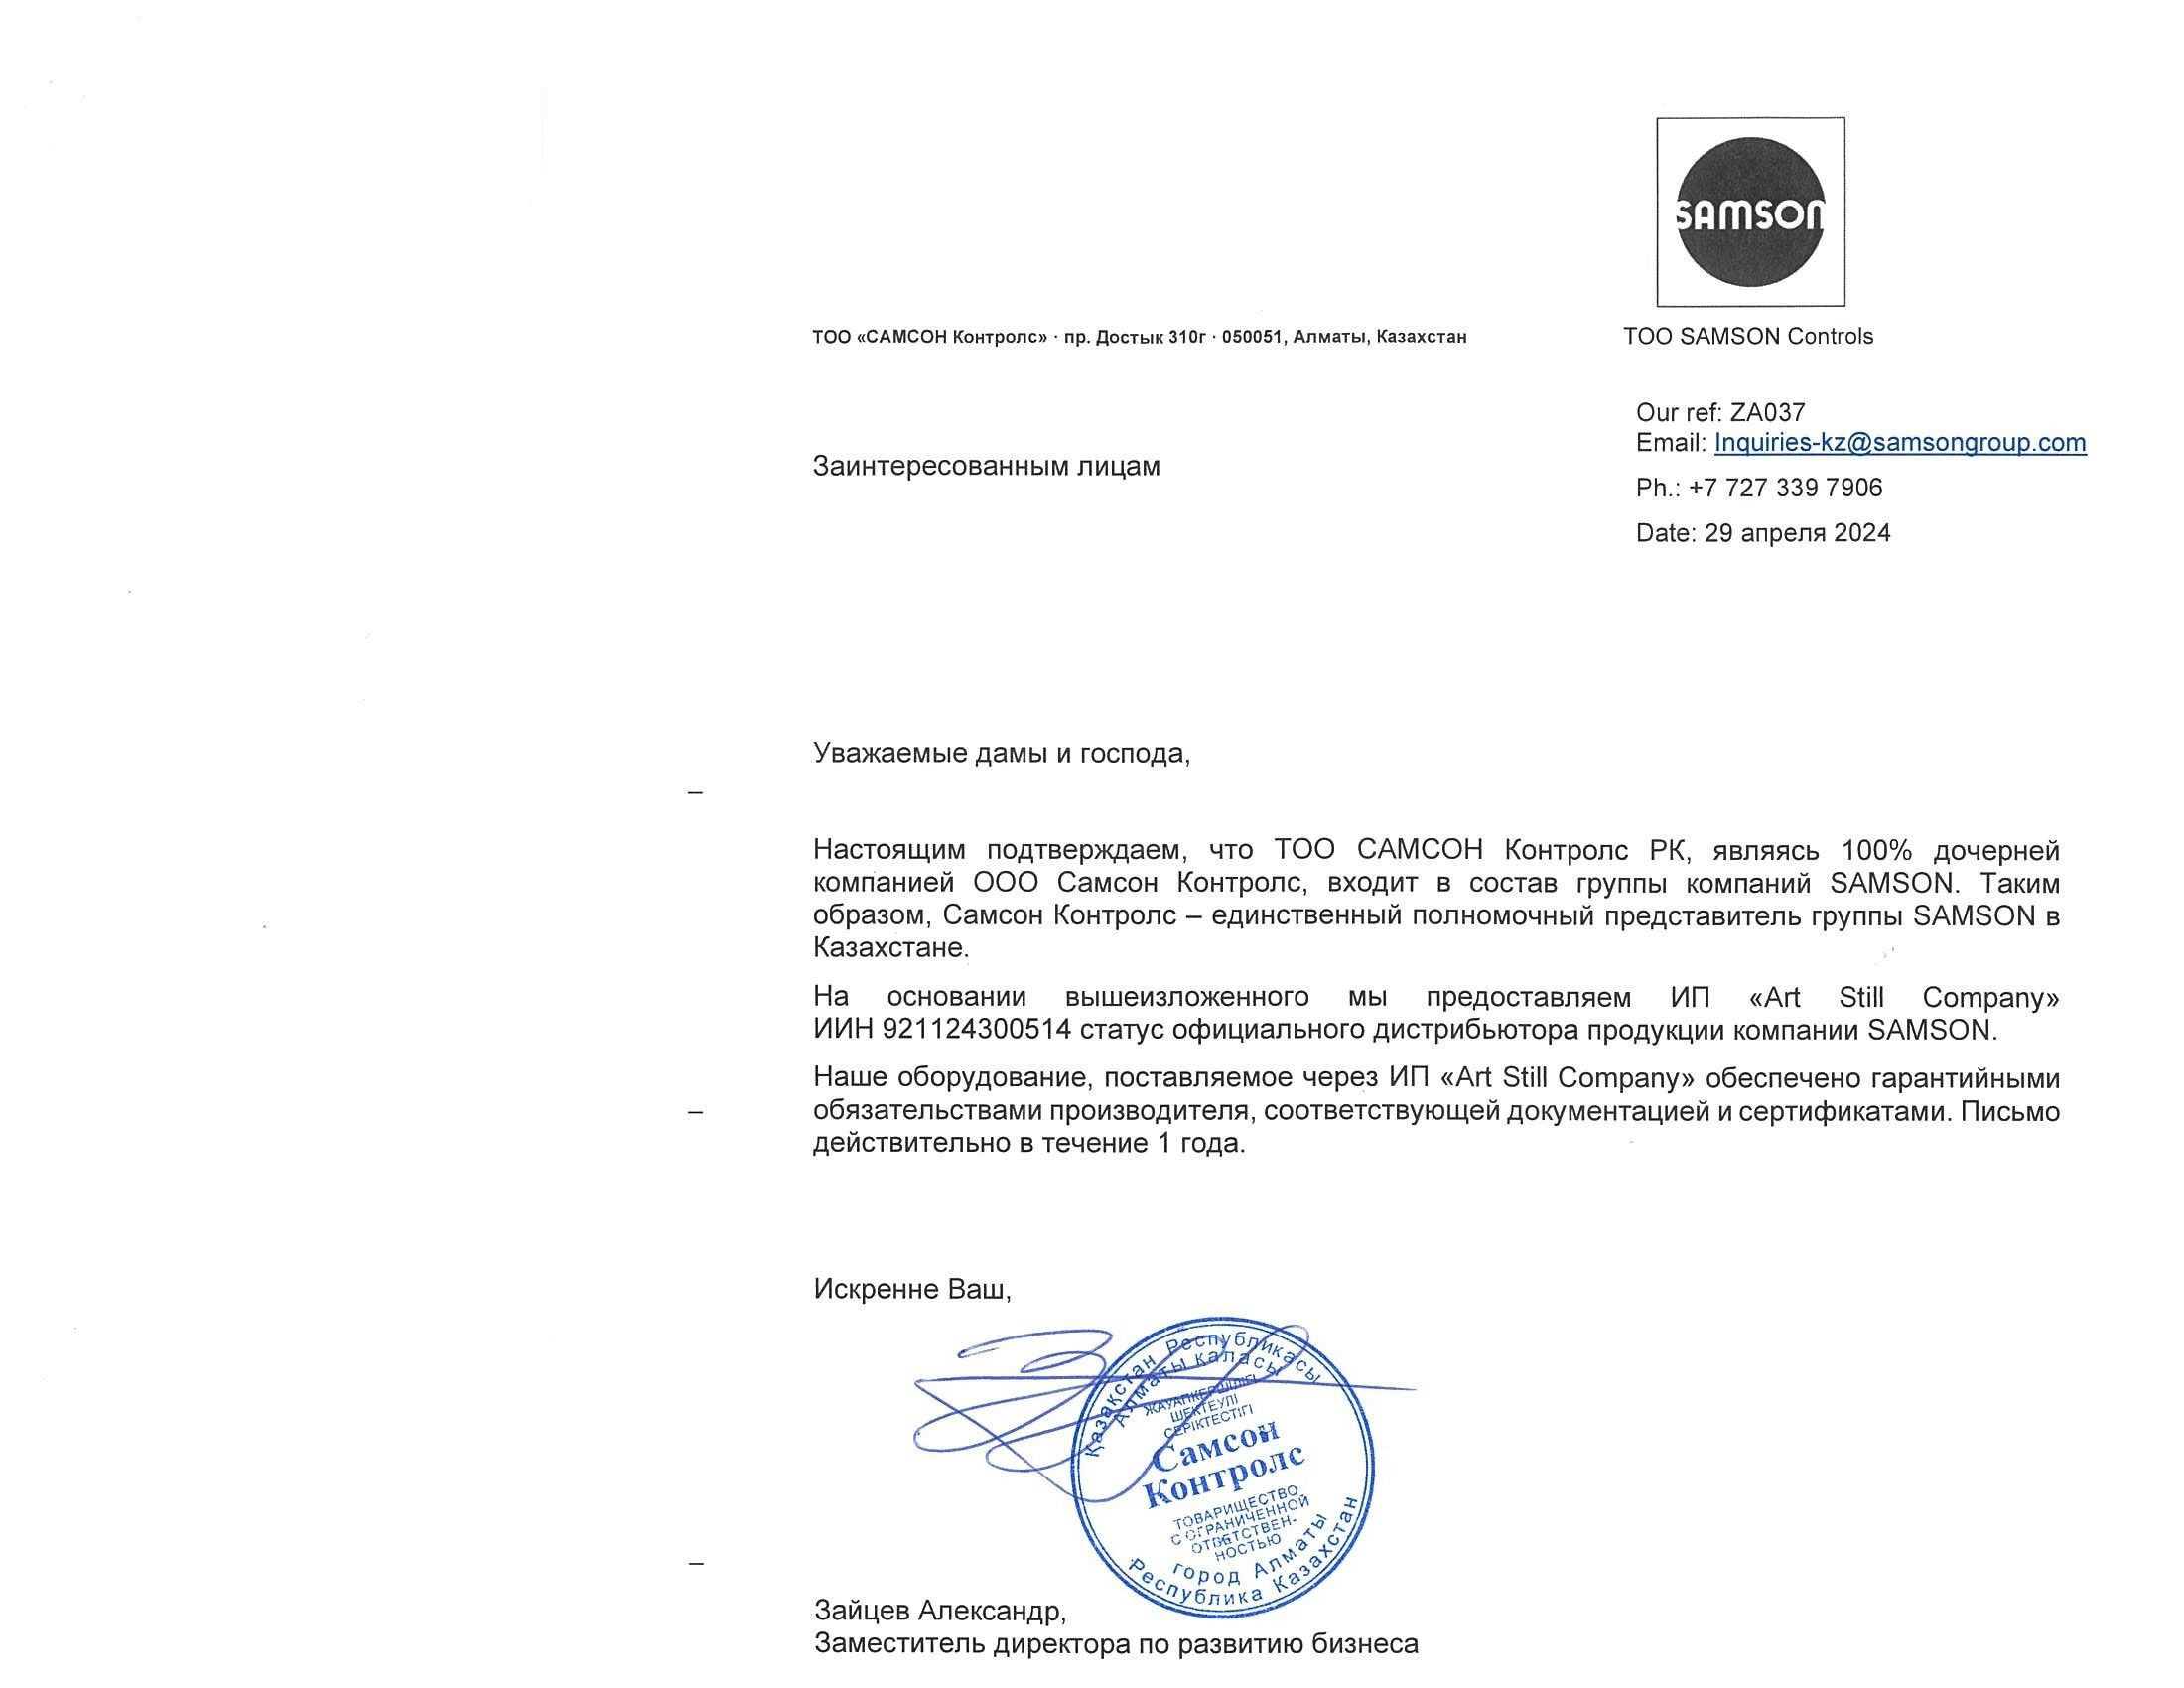 SAMSON
ТОО «САМСОН Контролс» · пр. Достык 310г · 050051, Алматы, Казахстан
ТОО SAMSON Controls
Our ref: ZA037
Email: Inquiries-kz@samsongroup.com
Заинтересованным лицам
Ph.: +7 727 339 7906
Date: 29 апреля 2024
Уважаемые дамы и господа,
Настоящим подтверждаем, что ТОО САМСОН Контролс РК, являясь 100% дочерней
компанией ООО Самсон Контролс, входит в состав группы компаний SAMSON. Таким
образом, Самсон Контролс – единственный полномочный представитель группы SAMSON в
Казахстане.
На основании вышеизложенного мы предоставляем ИП «Art Still Company»
ИИН 921124300514 статус официального дистрибьютора продукции компании SAMSON.
Наше оборудование, поставляемое через ИП «Art Still Company» обеспечено гарантийными
обязательствами производителя, соответствующей документацией и сертификатами. Письмо
действительно в течение 1 года.
Искренне Ваш,
Қазақстан Республикасы
Алматы қаласы
ЖАУАПКЕРШІЛІГІ
ШЕКТЕУЛІ
СЕРІКТЕСТІГІ
Самсон
Контролс
ТОВАРИЩЕСТВО
С ОГРАНИЧЕННОЙ
ОТВЕТСТВЕН-
НОСТЬЮ
город Алматы
Республика Казахстан
Зайцев Александр,
Заместитель директора по развитию бизнеса